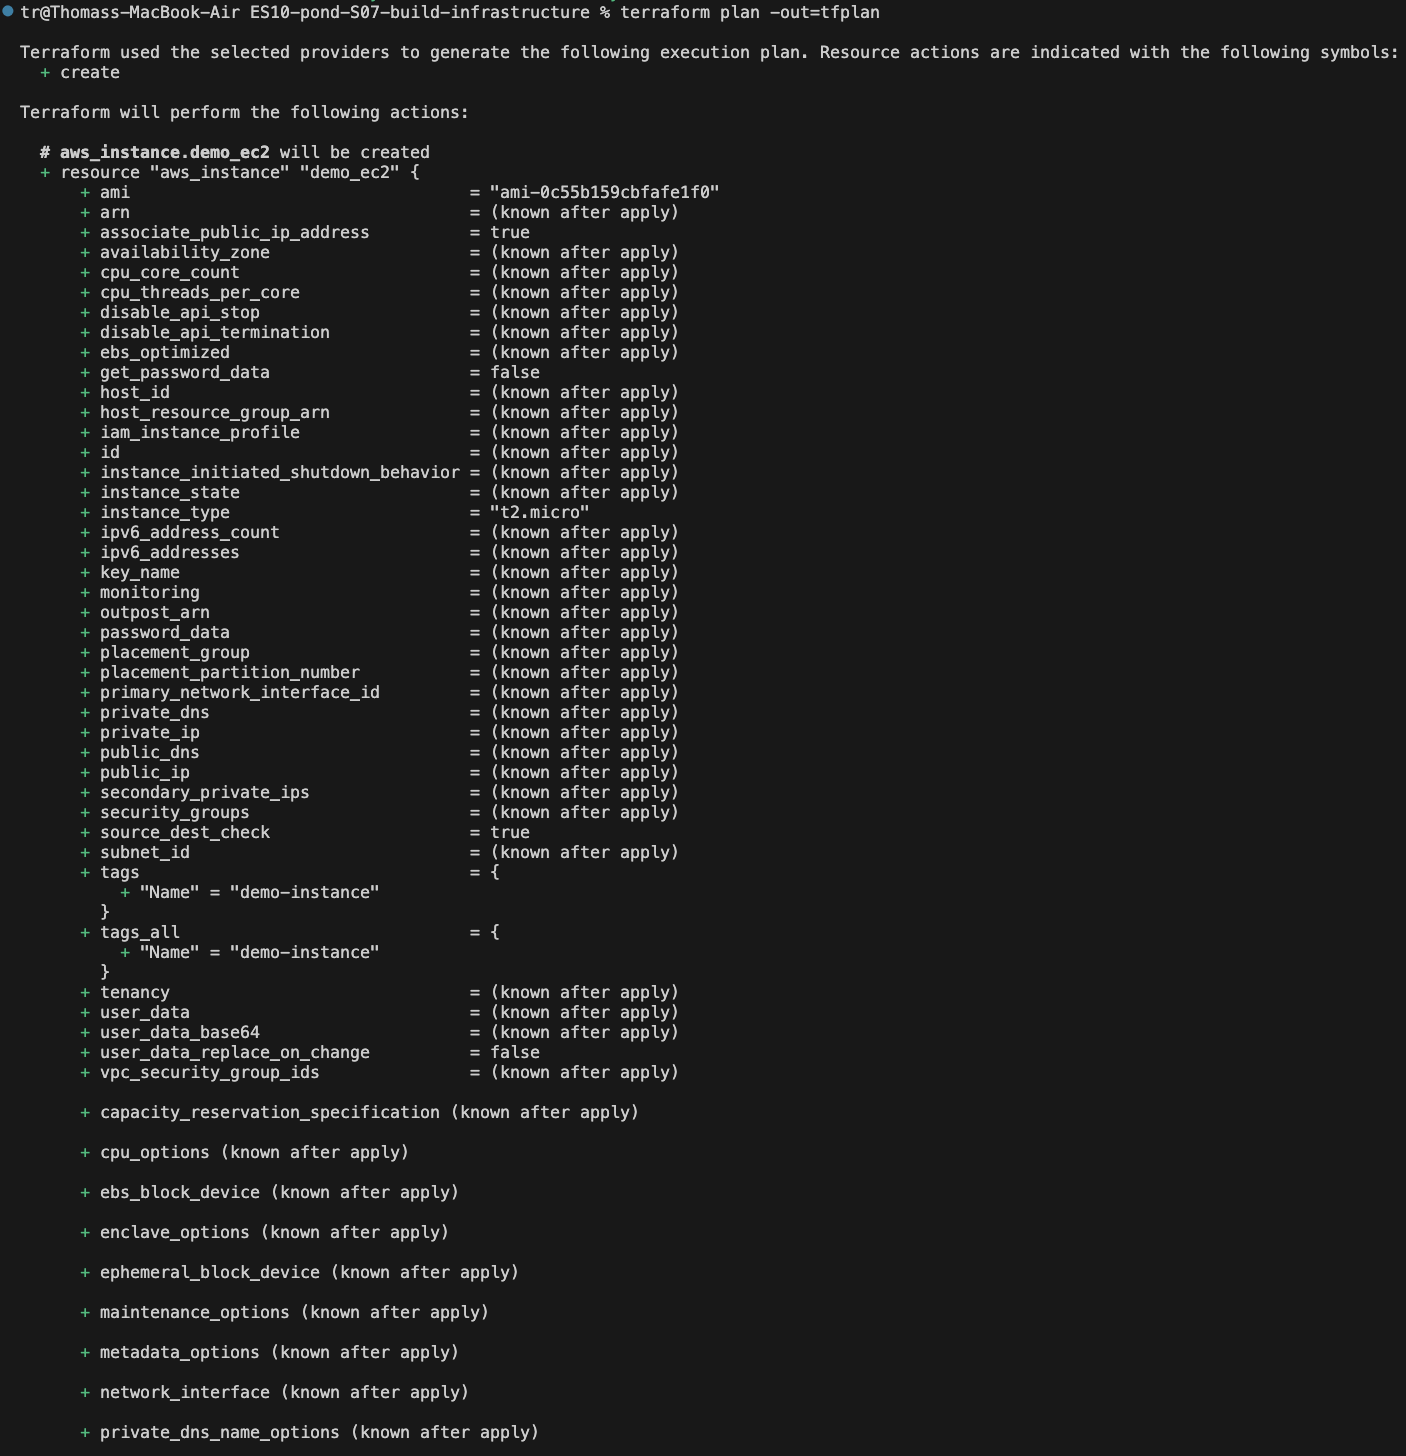 tr@Thomass-MacBook-Air ES10-pond-S07-build-infrastructure % terraform plan -out=tfplan
Terraform used the selected providers to generate the following execution plan. Resource actions are indicated with the following symbols:
+ create
Terraform will perform the following actions:
# aws_instance.demo_ec2 will be created
+ resource "aws_instance" "demo_ec2" {
+ ami = "ami-0c55b159cbfafe1f0"
+ arn = (known after apply)
+ associate_public_ip_address = true
+ availability_zone = (known after apply)
+ cpu_core_count = (known after apply)
+ cpu_threads_per_core = (known after apply)
+ disable_api_stop = (known after apply)
+ disable_api_termination = (known after apply)
+ ebs_optimized = (known after apply)
+ get_password_data = false
+ host_id = (known after apply)
+ host_resource_group_arn = (known after apply)
+ iam_instance_profile = (known after apply)
+ id = (known after apply)
+ instance_initiated_shutdown_behavior = (known after apply)
+ instance_state = (known after apply)
+ instance_type = "t2.micro"
+ ipv6_address_count = (known after apply)
+ ipv6_addresses = (known after apply)
+ key_name = (known after apply)
+ monitoring = (known after apply)
+ outpost_arn = (known after apply)
+ password_data = (known after apply)
+ placement_group = (known after apply)
+ placement_partition_number = (known after apply)
+ primary_network_interface_id = (known after apply)
+ private_dns = (known after apply)
+ private_ip = (known after apply)
+ public_dns = (known after apply)
+ public_ip = (known after apply)
+ secondary_private_ips = (known after apply)
+ security_groups = (known after apply)
+ source_dest_check = true
+ subnet_id = (known after apply)
+ tags = {
+ "Name" = "demo-instance"
}
+ tags_all = {
+ "Name" = "demo-instance"
}
+ tenancy = (known after apply)
+ user_data = (known after apply)
+ user_data_base64 = (known after apply)
+ user_data_replace_on_change = false
+ vpc_security_group_ids = (known after apply)
+ capacity_reservation_specification (known after apply)
+ cpu_options (known after apply)
+ ebs_block_device (known after apply)
+ enclave_options (known after apply)
+ ephemeral_block_device (known after apply)
+ maintenance_options (known after apply)
+ metadata_options (known after apply)
+ network_interface (known after apply)
+ private_dns_name_options (known after apply)